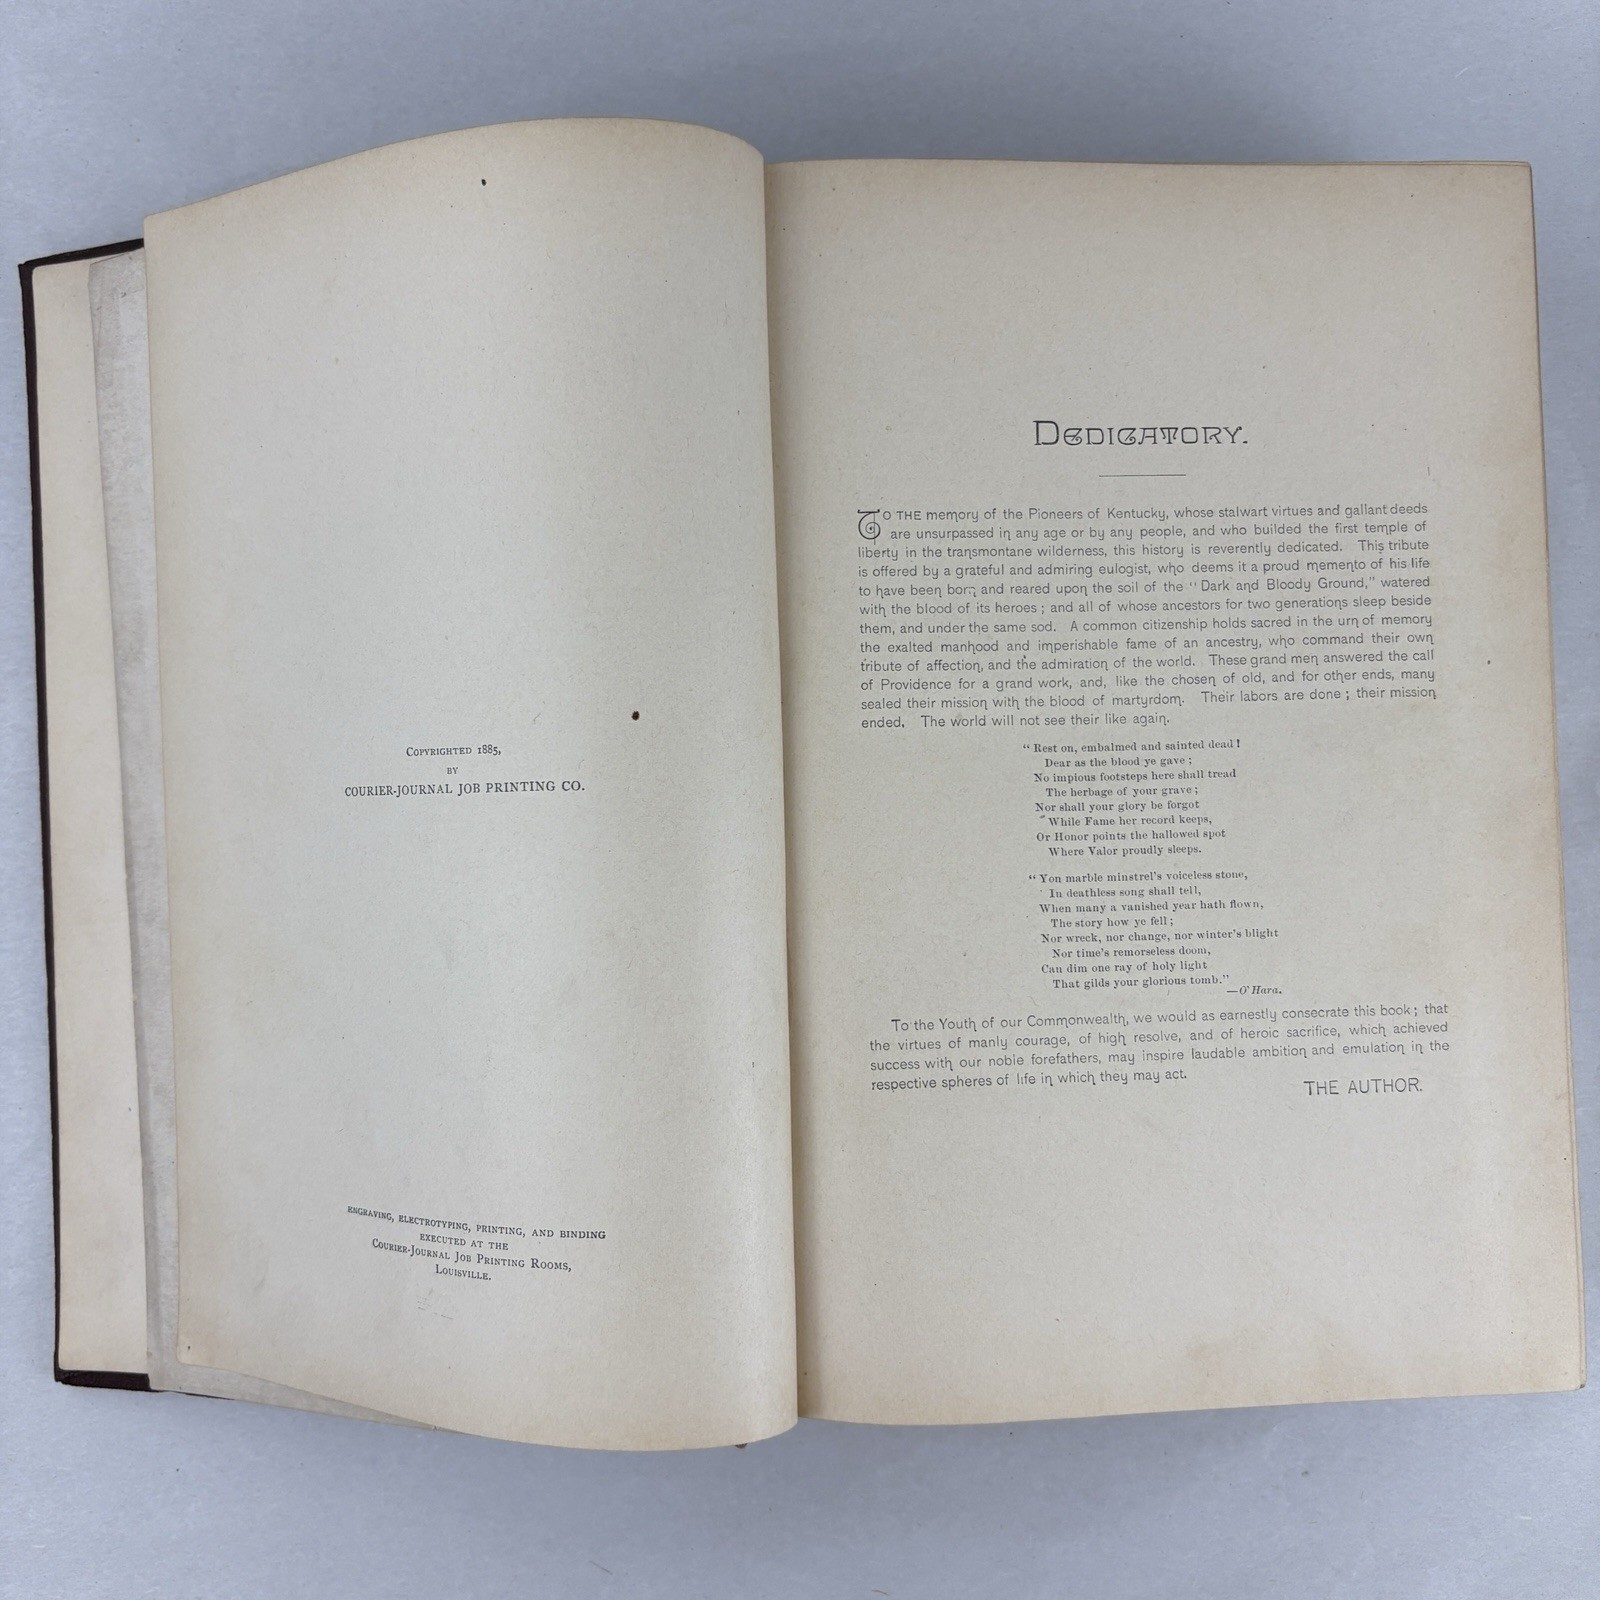 COPYRIGHTED 1885,
BY
COURIER-JOURNAL JOB PRINTING CO.
ENGRAVING, ELECTROTYPING, PRINTING, AND BINDING
EXECUTED AT THE
COURIER-JOURNAL JOB PRINTING ROOMS,
LOUISVILLE.
DEDICATORY.
TO THE memory of the Pioneers of Kentucky, whose stalwart virtues and gallant deeds
are unsurpassed in any age or by any people, and who builded the first temple of
liberty in the transmontane wilderness, this history is reverently dedicated. This tribute
is offered by a grateful and admiring eulogist, who deems it a proud memento of his life
to have been born and reared upon the soil of the "Dark and Bloody Ground," watered
with the blood of its heroes; and all of whose ancestors for two generations sleep beside
them, and under the same sod. A common citizenship holds sacred in the urn of memory
the exalted manhood and imperishable fame of an ancestry, who command their own
tribute of affection, and the admiration of the world. These grand men answered the call
of Providence for a grand work, and, like the chosen of old, and for other ends, many
sealed their mission with the blood of martyrdom. Their labors are done; their mission
ended. The world will not see their like again.
"Rest on, embalmed and sainted dead!
Dear as the blood ye gave;
No impious footsteps here shall tread
The herbage of your grave;
Nor shall your glory be forgot
While Fame her record keeps,
Or Honor points the hallowed spot
Where Valor proudly sleeps.
"Yon marble minstrel's voiceless stone,
In deathless song shall tell,
When many a vanished year hath flown,
The story how ye fell;
Nor wreck, nor change, nor winter's blight
Nor time's remorseless doom,
Can dim one ray of holy light
That gilds your glorious tomb."
—O'Hara.
To the Youth of our Commonwealth, we would as earnestly consecrate this book; that
the virtues of manly courage, of high resolve, and of heroic sacrifice, which achieved
success with our noble forefathers, may inspire laudable ambition and emulation in the
respective spheres of life in which they may act.
THE AUTHOR.